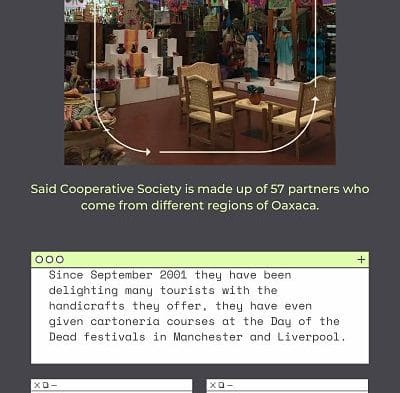 Said Cooperative Society is made up of 57 partners who
come from different regions of Oaxaca.
Since September 2001 they have been
delighting many tourists with the
handicrafts they offer, they have even
given cartonería courses at the Day of the
Dead festivals in Manchester and Liverpool.